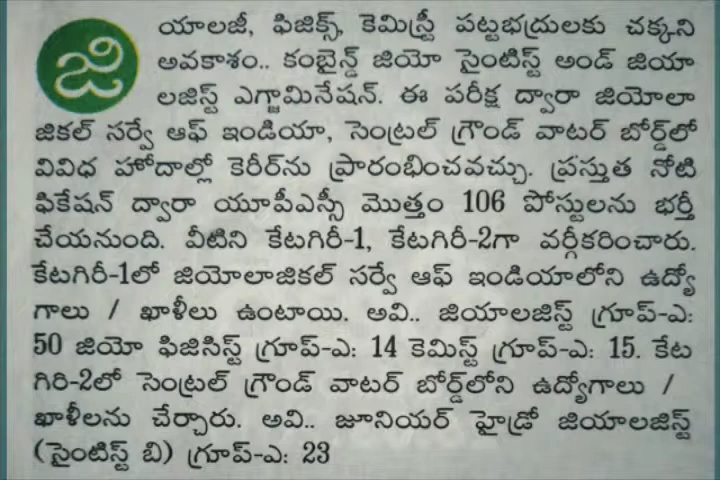 జియాలజీ, ఫిజిక్స్, కెమిస్ట్రీ పట్టభద్రులకు చక్కని
అవకాశం.. కంబైన్డ్ జియో సైంటిస్ట్ అండ్ జియా
లజిస్ట్ ఎగ్జామినేషన్. ఈ పరీక్ష ద్వారా జియోలా
జికల్ సర్వే ఆఫ్ ఇండియా, సెంట్రల్ గ్రౌండ్ వాటర్ బోర్డ్‌లో
వివిధ హోదాల్లో కెరీర్‌ను ప్రారంభించవచ్చు. ప్రస్తుత నోటి
ఫికేషన్ ద్వారా యూపీఎస్సీ మొత్తం 106 పోస్టులను భర్తీ
చేయనుంది. వీటిని కేటగిరీ-1, కేటగిరీ-2గా వర్గీకరించారు.
కేటగిరీ-1లో జియోలాజికల్ సర్వే ఆఫ్ ఇండియాలోని ఉద్యో
గాలు / ఖాళీలు ఉంటాయి. అవి.. జియాలజిస్ట్ గ్రూప్-ఎ:
50 జియో ఫిజిసిస్ట్ గ్రూప్-ఎ: 14 కెమిస్ట్ గ్రూప్-ఎ: 15. కేట
గిరి-2లో సెంట్రల్ గ్రౌండ్ వాటర్ బోర్డ్‌లోని ఉద్యోగాలు /
ఖాళీలను చేర్చారు. అవి.. జూనియర్ హైడ్రో జియాలజిస్ట్
(సైంటిస్ట్ బి) గ్రూప్-ఎ: 23